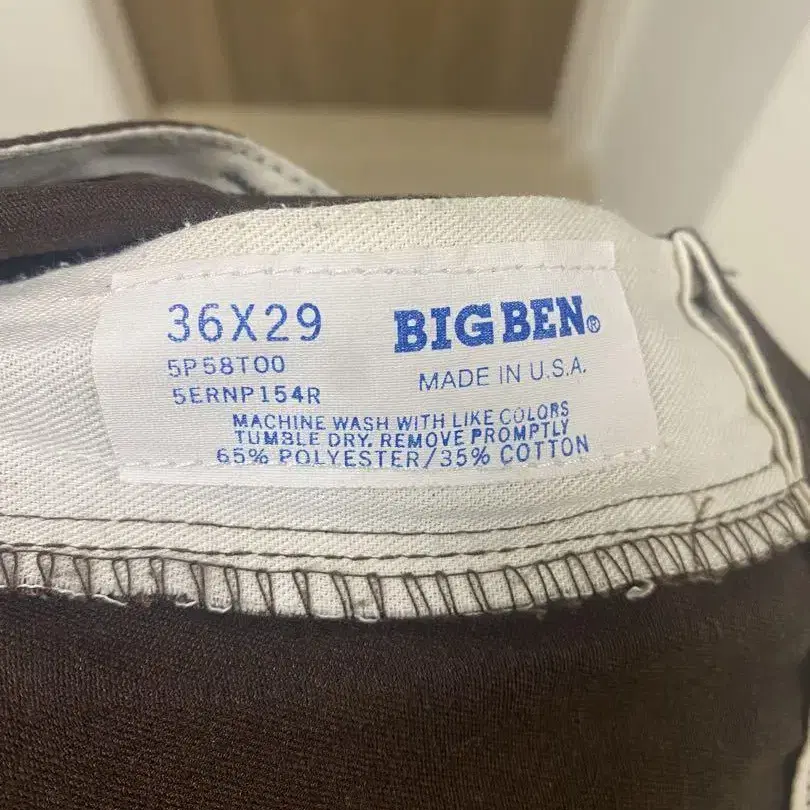 36X29
5P58T00
5ERNP154R
BIG BEN®
MADE IN U.S.A.
MACHINE WASH WITH LIKE COLORS
TUMBLE DRY. REMOVE PROMPTLY
65% POLYESTER/35% COTTON